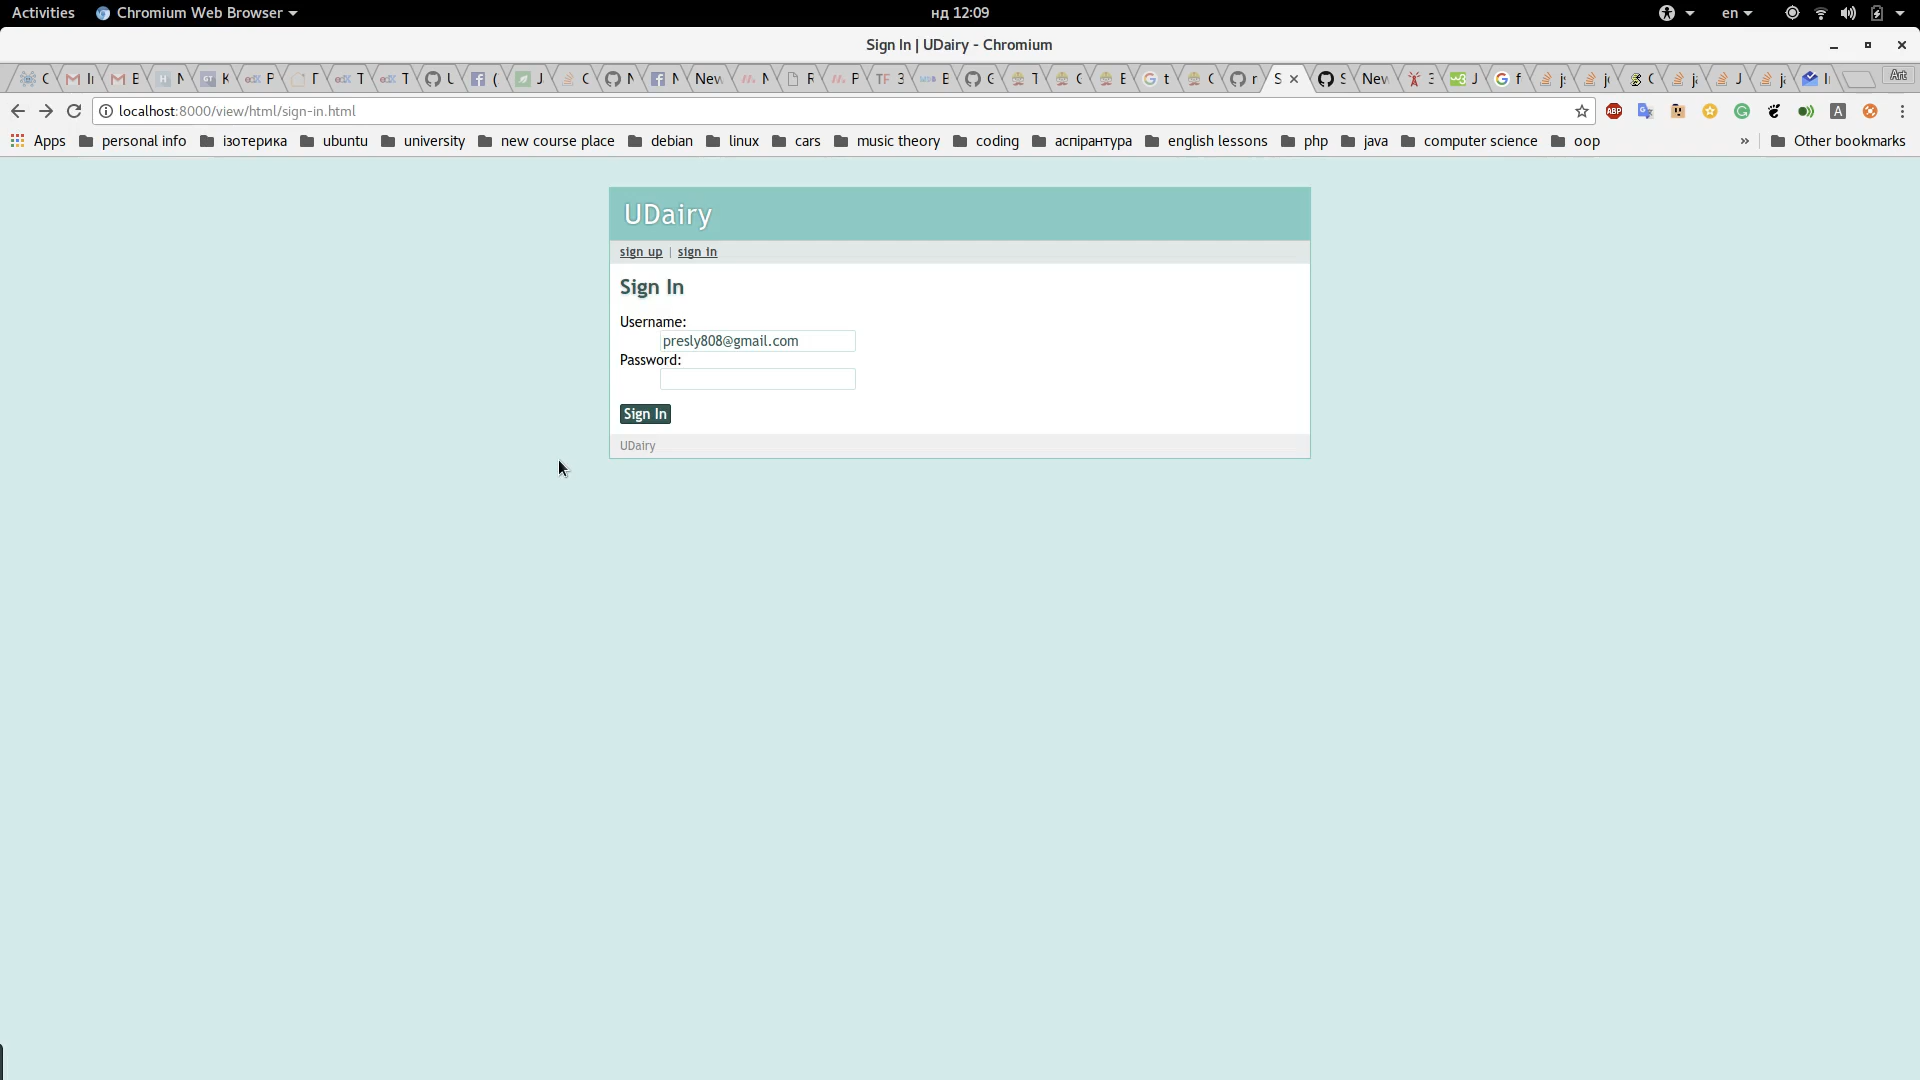 Activities Chromium Web Browser нд 12:09 en
Sign In | UDairy - Chromium
New New Art
localhost:8000/view/html/sign-in.html
Apps personal info ізотерика ubuntu university new course place debian linux cars music theory coding аспірантура english lessons php java computer science oop » Other bookmarks
UDairy
sign up | sign in
Sign In
Username:
presly808@gmail.com
Password:
Sign In
UDairy